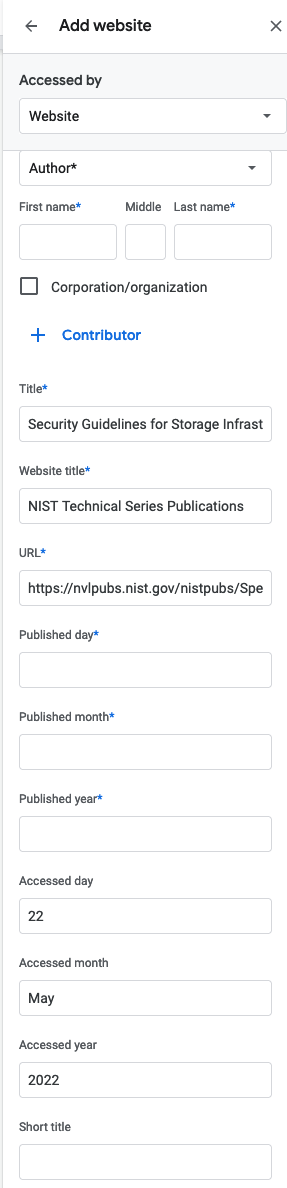 Add website
Accessed by
Website
Author*
First name* Middle Last name*
Corporation/organization
+ Contributor
Title*
Security Guidelines for Storage Infrast
Website title*
NIST Technical Series Publications
URL*
https://nvlpubs.nist.gov/nistpubs/Spe
Published day*
Published month*
Published year*
Accessed day
22
Accessed month
May
Accessed year
2022
Short title